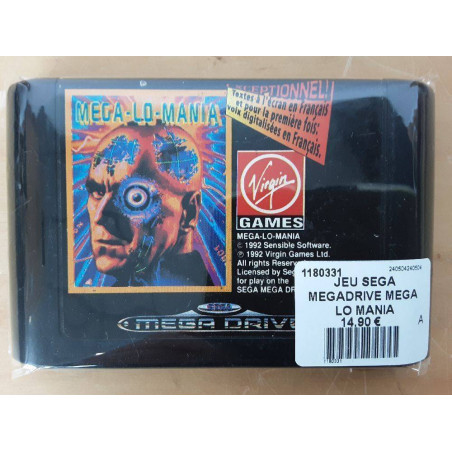 EXCEPTIONNEL!
Textes à l'écran en Français
et pour la première fois:
voix digitalisées en Français.
MEGA-LO-MANIA
Virgin
GAMES
MEGA-LO-MANIA
© 1992 Sensible Software.
℗ 1992 Virgin Games Ltd.
All rights Reser
Licensed by Seg
for play on the
SEGA MEGA DR
1180331
JEU SEGA
MEGADRIVE MEGA
LO MANIA
14,90 €
A
1180331
SEGA
MEGA DRIVE